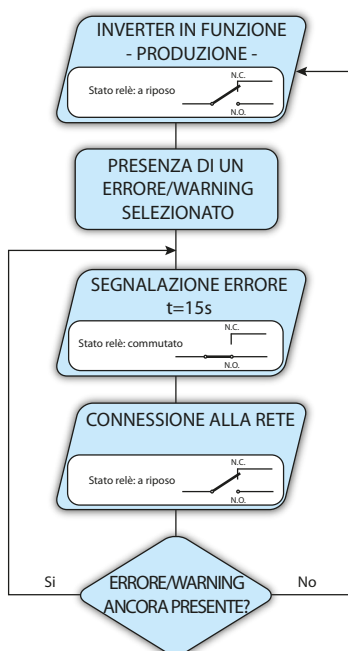 INVERTER IN FUNZIONE
- PRODUZIONE -
N.C.
Stato relè: a riposo
N.O.
PRESENZA DI UN
ERRORE/WARNING
SELEZIONATO
SEGNALAZIONE ERRORE
t=15s
N.C.
Stato relè: commutato
N.O.
CONNESSIONE ALLA RETE
N.C.
Stato relè: a riposo
N.O.
Si
ERRORE/WARNING
No
ANCORA PRESENTE?